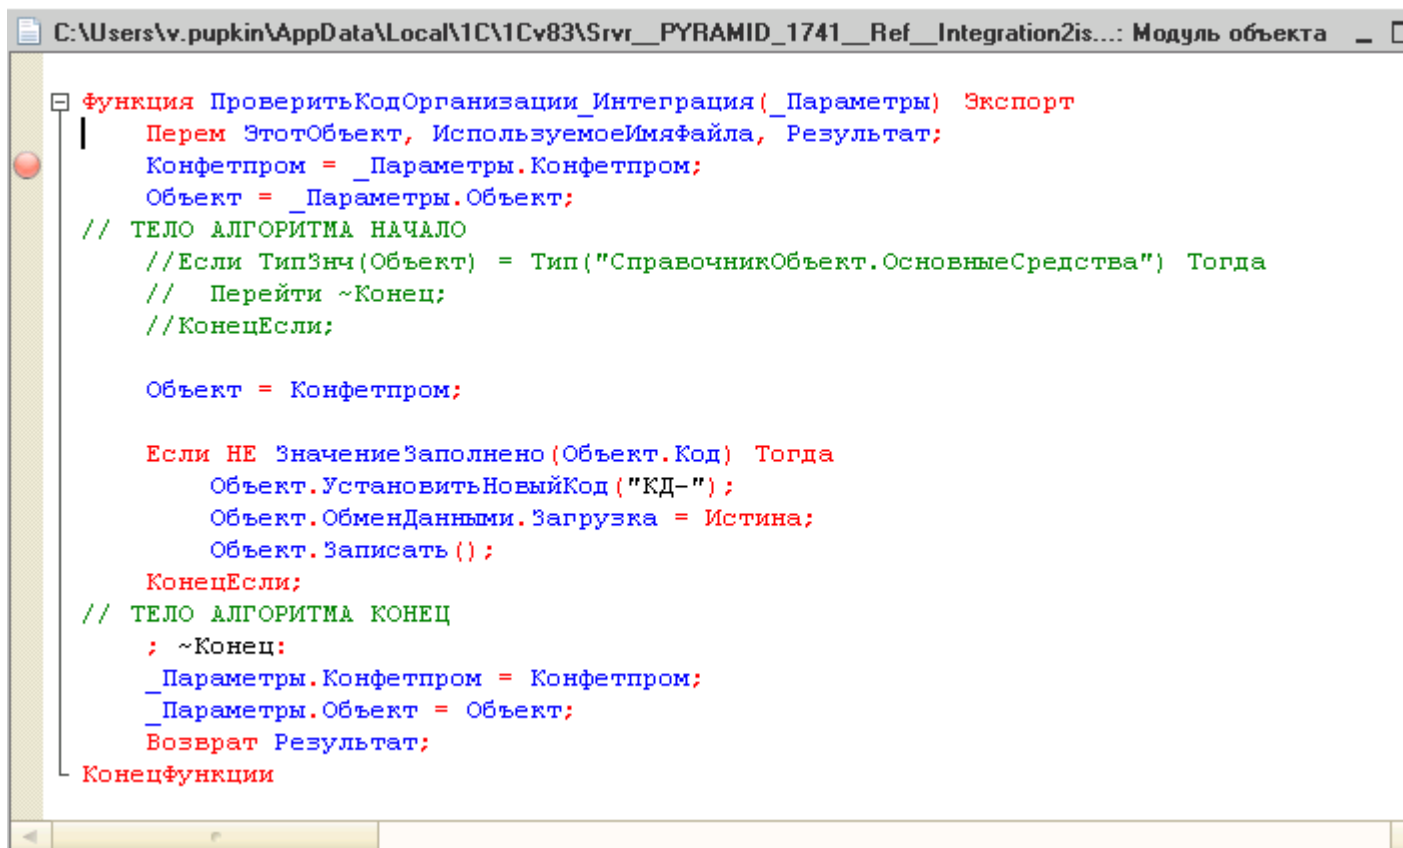 C:\Users\v.pupkin\AppData\Local\1C\1Cv83\Srvr__PYRAMID_1741__Ref__Integration2is...: Модуль объекта
Функция ПроверитьКодОрганизации_Интеграция(_Параметры) Экспорт
Перем ЭтотОбъект, ИспользуемоеИмяФайла, Результат;
Конфетпром = _Параметры.Конфетпром;
Объект = _Параметры.Объект;
// ТЕЛО АЛГОРИТМА НАЧАЛО
//Если ТипЗнч(Объект) = Тип("СправочникОбъект.ОсновныеСредства") Тогда
// Перейти ~Конец;
//КонецЕсли;
Объект = Конфетпром;
Если НЕ ЗначениеЗаполнено(Объект.Код) Тогда
Объект.УстановитьНовыйКод("КД-");
Объект.ОбменДанными.Загрузка = Истина;
Объект.Записать();
КонецЕсли;
// ТЕЛО АЛГОРИТМА КОНЕЦ
; ~Конец:
_Параметры.Конфетпром = Конфетпром;
_Параметры.Объект = Объект;
Возврат Результат;
КонецФункции